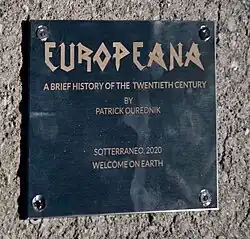 EUROPEANA
A BRIEF HISTORY OF THE TWENTIETH CENTURY
BY
PATRICK OUREDNIK
SOTTERRANEO, 2020
WELCOME ON EARTH